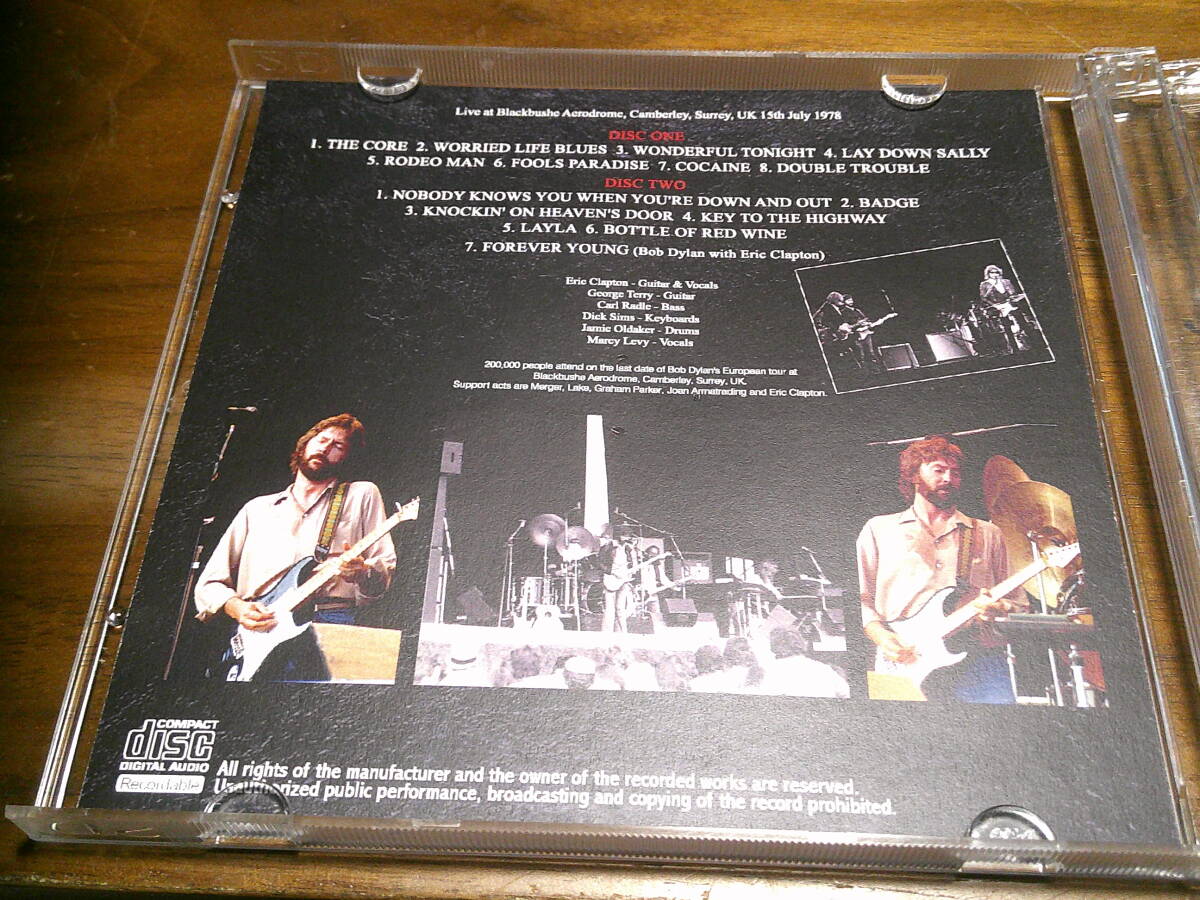 Live at Blackbushe Aerodrome, Camberley, Surrey, UK 15th July 1978
DISC ONE
1. THE CORE 2. WORRIED LIFE BLUES 3. WONDERFUL TONIGHT 4. LAY DOWN SALLY
5. RODEO MAN 6. FOOLS PARADISE 7. COCAINE 8. DOUBLE TROUBLE
DISC TWO
1. NOBODY KNOWS YOU WHEN YOU'RE DOWN AND OUT 2. BADGE
3. KNOCKIN' ON HEAVEN'S DOOR 4. KEY TO THE HIGHWAY
5. LAYLA 6. BOTTLE OF RED WINE
7. FOREVER YOUNG (Bob Dylan with Eric Clapton)
Eric Clapton - Guitar & Vocals
George Terry - Guitar
Carl Radle - Bass
Dick Sims - Keyboards
Jamie Oldaker - Drums
Marcy Levy - Vocals
200,000 people attend on the last date of Bob Dylan's European tour at
Blackbushe Aerodrome, Camberley, Surrey, UK.
Support acts are Merger, Lake, Graham Parker, Joan Armatrading and Eric Clapton.
COMPACT
disc
DIGITAL AUDIO
Recordable
All rights of the manufacturer and the owner of the recorded works are reserved.
Unauthorized public performance, broadcasting and copying of the record prohibited.